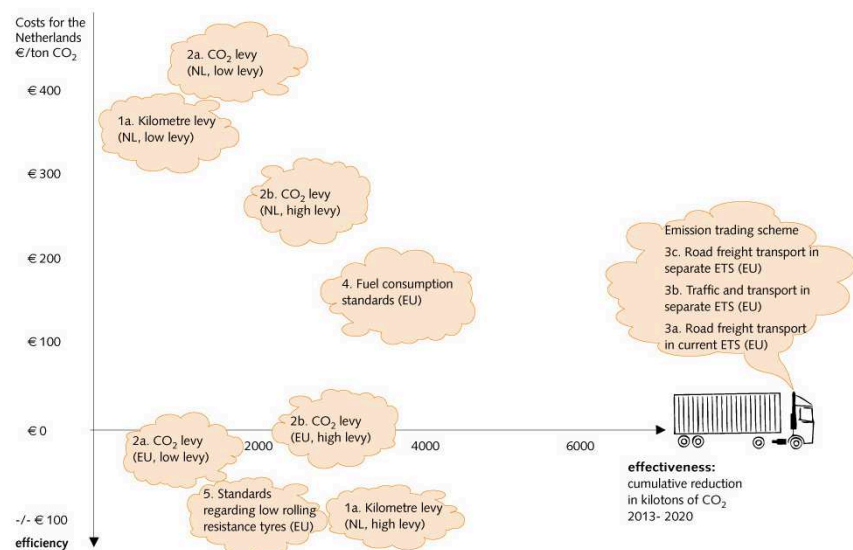 Costs for the
Netherlands
€/ton CO₂
2a. CO₂ levy
(NL, low levy)
€ 400
1a. Kilometre levy
(NL, low levy)
€ 300
2b. CO₂ levy
(NL, high levy)
€ 200
4. Fuel consumption
standards (EU)
Emission trading scheme
3c. Road freight transport in
separate ETS (EU)
3b. Traffic and transport in
separate ETS (EU)
3a. Road freight transport
in current ETS (EU)
€ 100
€ 0
2a. CO₂ levy
(EU, low levy)
2000
2b. CO₂ levy
(EU, high levy)
4000
6000
effectiveness:
cumulative reduction
in kilotons of CO₂
2013- 2020
5. Standards
regarding low rolling
resistance tyres (EU)
1a. Kilometre levy
(NL, high levy)
-/- € 100
efficiency